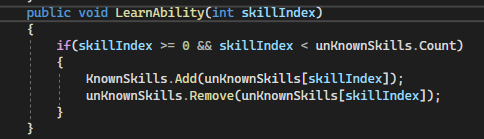 public void LearnAbility(int skillIndex)
{
if(skillIndex >= 0 && skillIndex < unKnownSkills.Count)
{
KnownSkills.Add(unKnownSkills[skillIndex]);
unKnownSkills.Remove(unKnownSkills[skillIndex]);
}
}